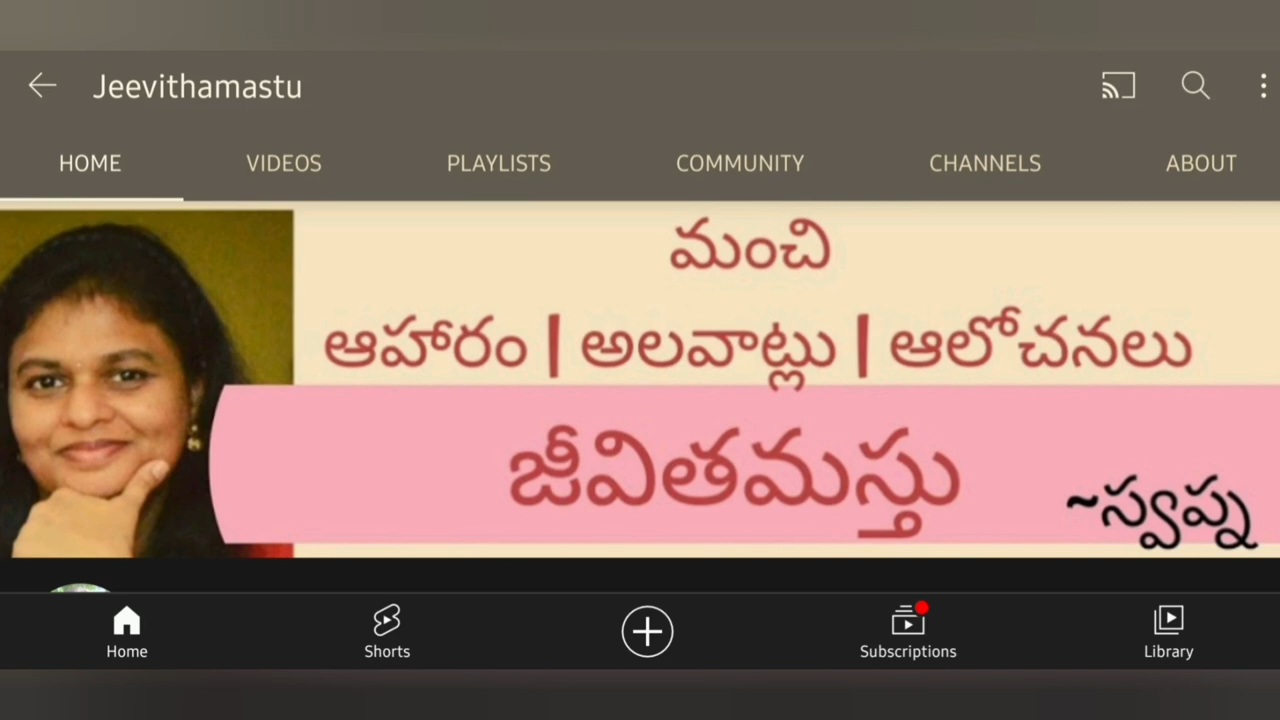 Jeevithamastu
HOME VIDEOS PLAYLISTS COMMUNITY CHANNELS ABOUT
మంచి
ఆహారం | అలవాట్లు | ఆలోచనలు
జీవితమస్తు
~స్వప్న
Home Shorts Subscriptions Library